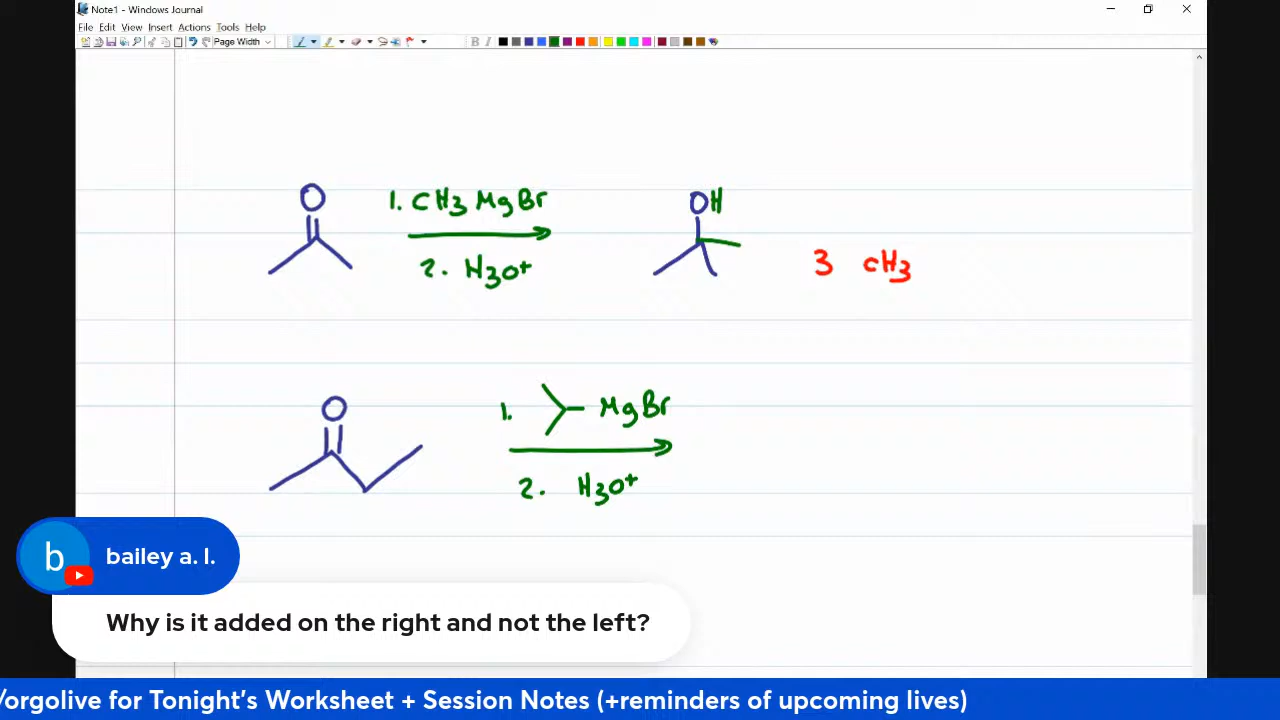 Note1 - Windows Journal
File Edit View Insert Actions Tools Help
Page Width
B I
O
1. CH3 MgBr
2. H3O+
OH
3 CH3
O
1. MgBr
2. H3O+
b
bailey a. l.
Why is it added on the right and not the left?
/orgolive for Tonight's Worksheet + Session Notes (+reminders of upcoming lives)